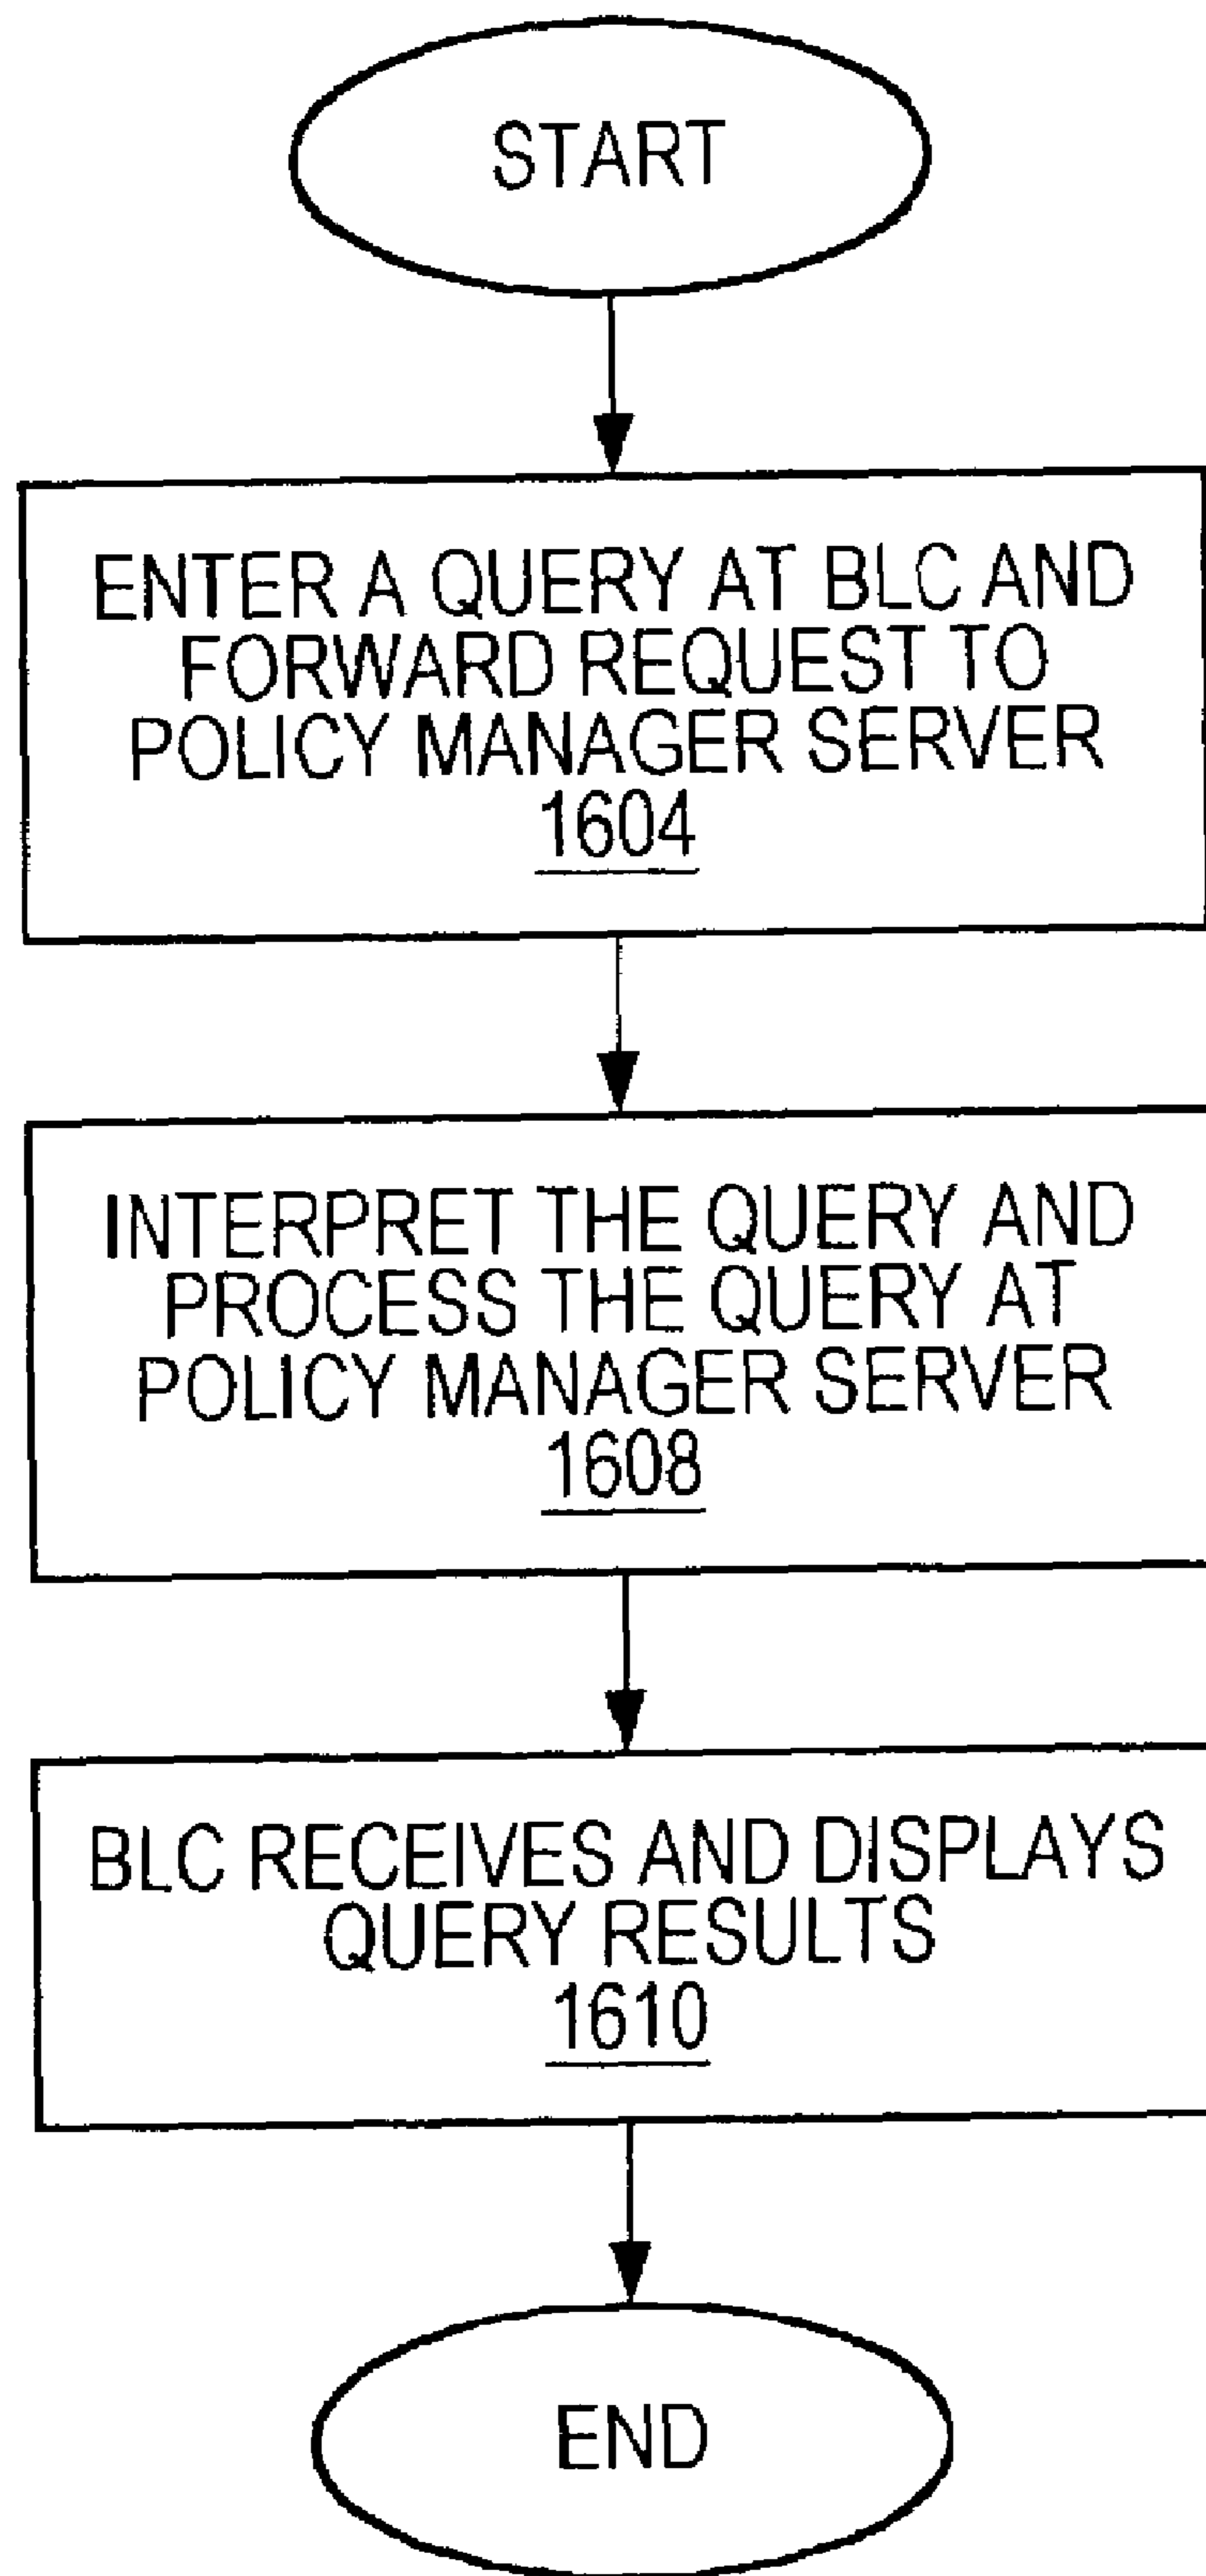 START
ENTER A QUERY AT BLC AND
FORWARD REQUEST TO
POLICY MANAGER SERVER
1604
INTERPRET THE QUERY AND
PROCESS THE QUERY AT
POLICY MANAGER SERVER
1608
BLC RECEIVES AND DISPLAYS
QUERY RESULTS
1610
END